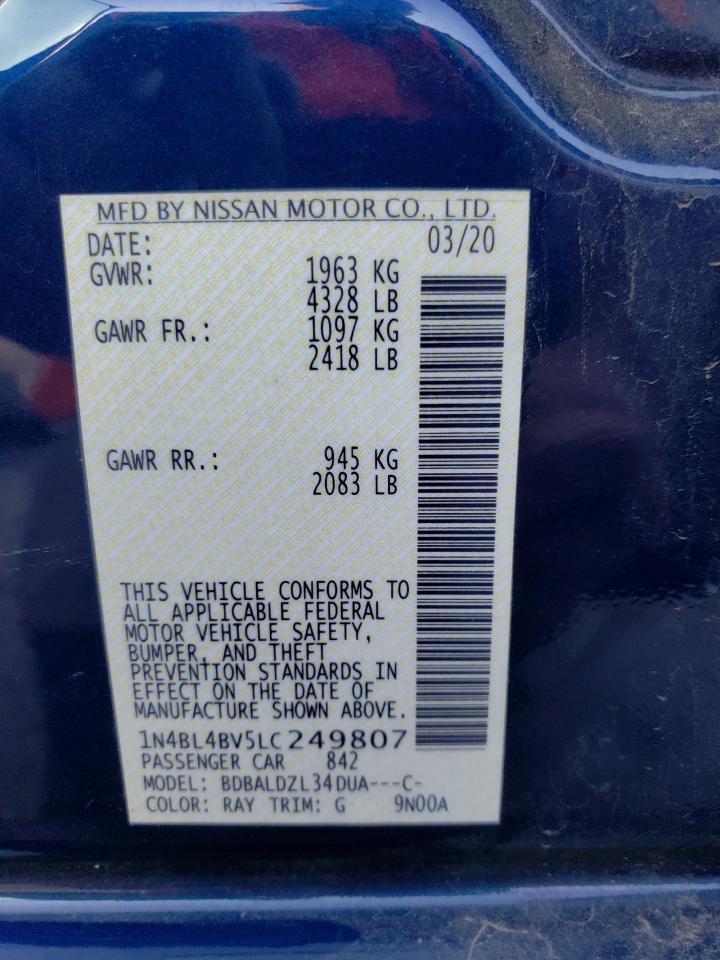 MFD BY NISSAN MOTOR CO., LTD.
DATE: 03/20
GVWR: 1963 KG
4328 LB
GAWR FR.: 1097 KG
2418 LB
GAWR RR.: 945 KG
2083 LB
THIS VEHICLE CONFORMS TO
ALL APPLICABLE FEDERAL
MOTOR VEHICLE SAFETY,
BUMPER, AND THEFT
PREVENTION STANDARDS IN
EFFECT ON THE DATE OF
MANUFACTURE SHOWN ABOVE.
1N4BL4BV5LC249807
PASSENGER CAR 842
MODEL: BDBALDZL34DUA---C-
COLOR: RAY TRIM: G 9N00A